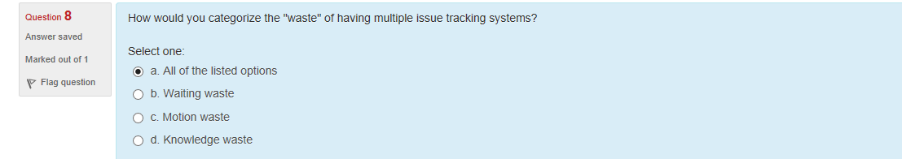 Question 8
Answer saved
Marked out of 1
Flag question
How would you categorize the "waste" of having multiple issue tracking systems?
Select one:
a. All of the listed options
b. Waiting waste
c. Motion waste
d. Knowledge waste